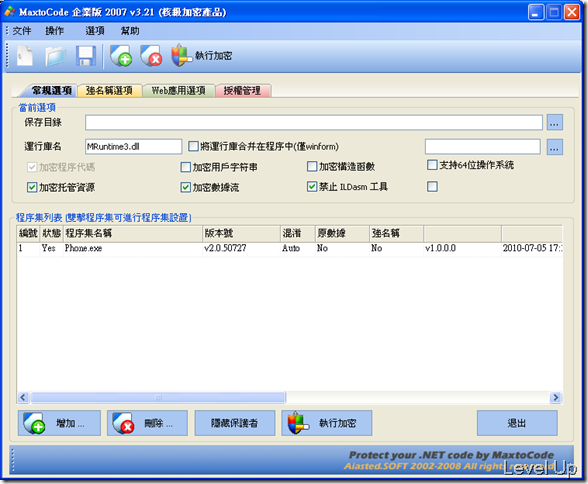 MaxtoCode 企業版 2007 v3.21 (核級加密產品)
文件 操作 選項 幫助
執行加密
常規選項 強名稱選項 Web應用選項 授權管理
當前選項
保存目錄 ...
運行庫名 MRuntime3.dll 將運行庫合并在程序中(僅winform) ...
加密程序代碼 加密用戶字符串 加密構造函數 支持64位操作系統
加密托管資源 加密數據流 禁止 ILDasm 工具
程序集列表 (雙擊程序集可進行程序集設置)
編號 狀態 程序集名稱 版本號 混淆 原數據 強名稱
1 Yes Phone.exe v2.0.50727 Auto No No v1.0.0.0 2010-07-05 17:
增加 ... 刪除 ... 隱藏保護者 執行加密 退出
Protect your .NET code by MaxtoCode
Aiasted.SOFT 2002-2008 All rights reserved
Level Up